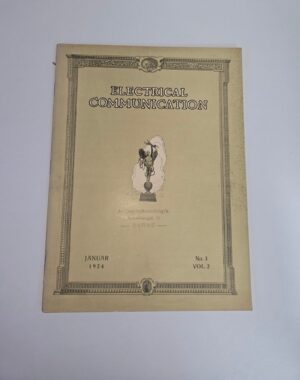 ELECTRICAL
COMMUNICATION
JANUAR
1924
No. 3
VOL 2